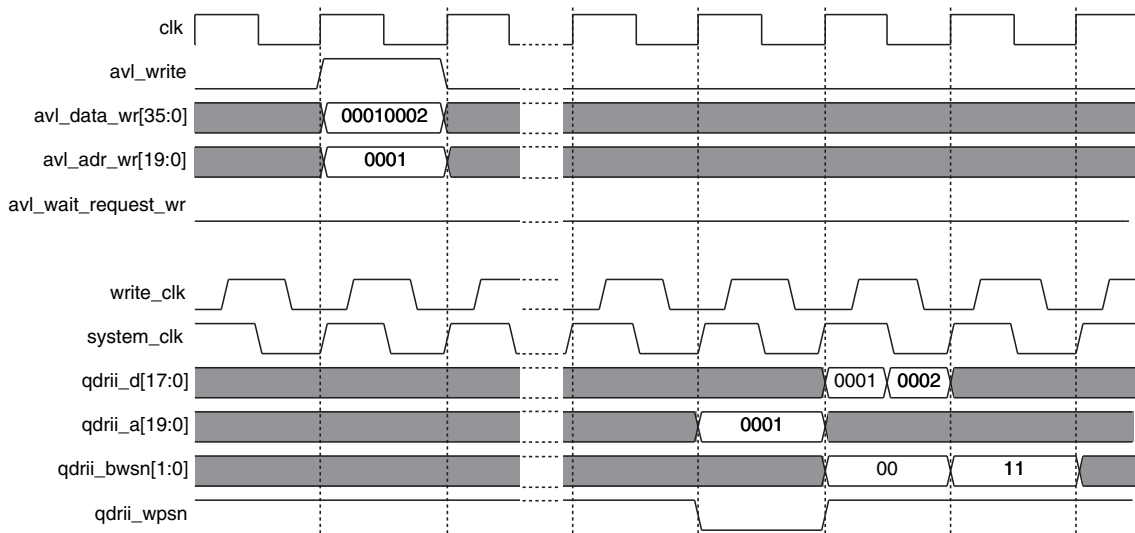 clk
avl_write
avl_data_wr[35:0] 00010002
avl_adr_wr[19:0] 0001
avl_wait_request_wr
write_clk
system_clk
qdrii_d[17:0] 0001 0002
qdrii_a[19:0] 0001
qdrii_bwsn[1:0] 00 11
qdrii_wpsn